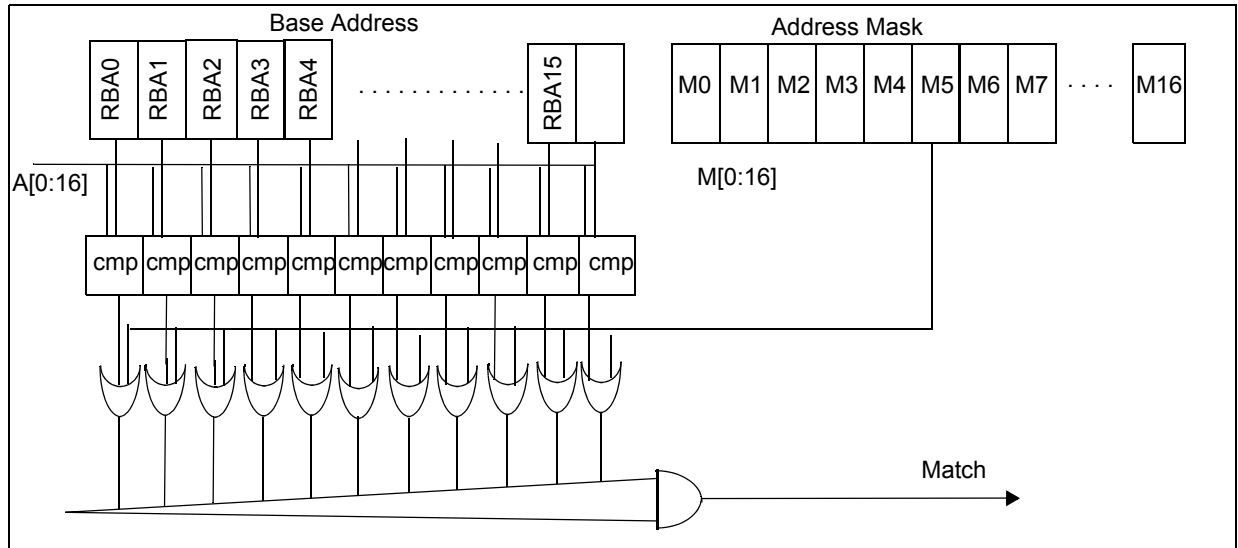 Base Address
Address Mask
RBA0 RBA1 RBA2 RBA3 RBA4 . . . . . . . . . . . . . RBA15
M0 M1 M2 M3 M4 M5 M6 M7 . . . . M16
A[0:16]
M[0:16]
cmp cmp cmp cmp cmp cmp cmp cmp cmp cmp cmp
Match